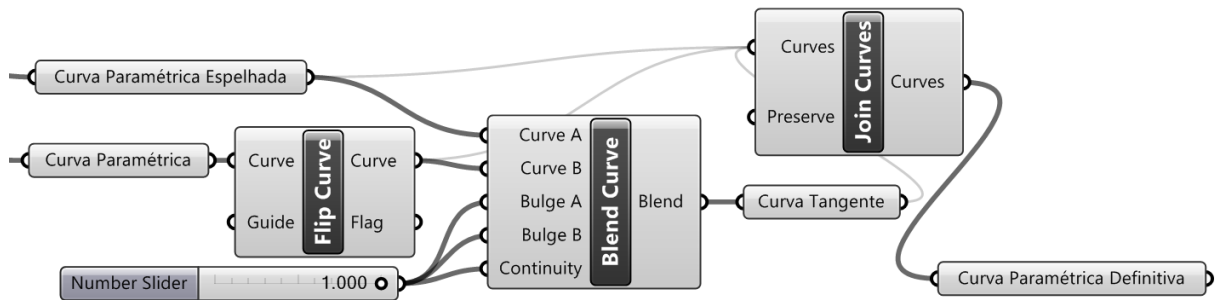 Curva Paramétrica Espelhada
Curves
Preserve
Join Curves
Curves
Curva Paramétrica
Curve
Guide
Flip Curve
Curve
Flag
Curve A
Curve B
Bulge A
Bulge B
Continuity
Blend Curve
Blend
Curva Tangente
Number Slider
1.000
Curva Paramétrica Definitiva